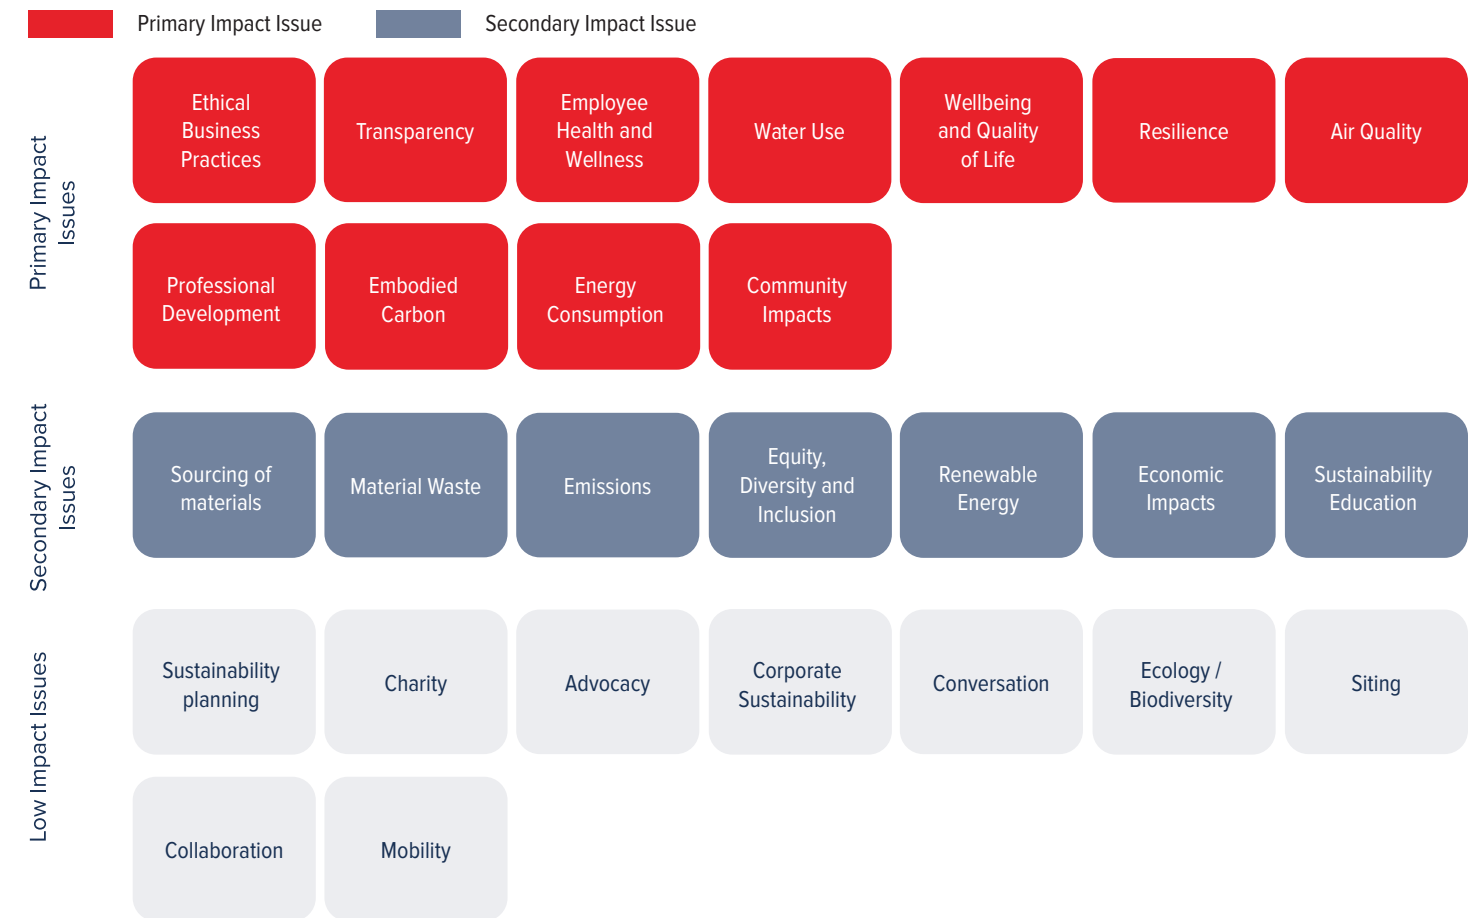 Primary Impact Issue
Secondary Impact Issue
Primary Impact
Issues
Ethical
Business
Practices
Transparency
Employee
Health and
Wellness
Water Use
Wellbeing
and Quality
of Life
Resilience
Air Quality
Professional
Development
Embodied
Carbon
Energy
Consumption
Community
Impacts
Secondary Impact
Issues
Sourcing of
materials
Material Waste
Emissions
Equity,
Diversity and
Inclusion
Renewable
Energy
Economic
Impacts
Sustainability
Education
Low Impact Issues
Sustainability
planning
Charity
Advocacy
Corporate
Sustainability
Conversation
Ecology /
Biodiversity
Siting
Collaboration
Mobility